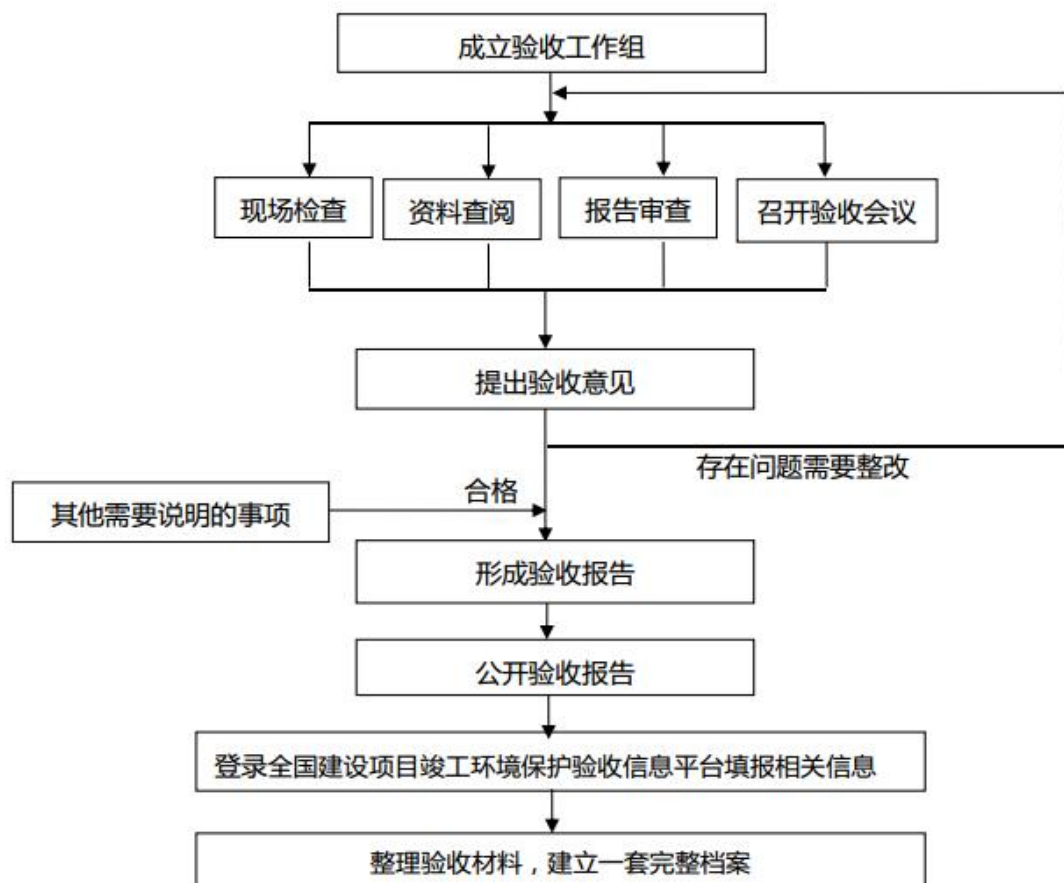 成立验收工作组
现场检查
资料查阅
报告审查
召开验收会议
提出验收意见
存在问题需要整改
合格
其他需要说明的事项
形成验收报告
公开验收报告
登录全国建设项目竣工环境保护验收信息平台填报相关信息
整理验收材料，建立一套完整档案